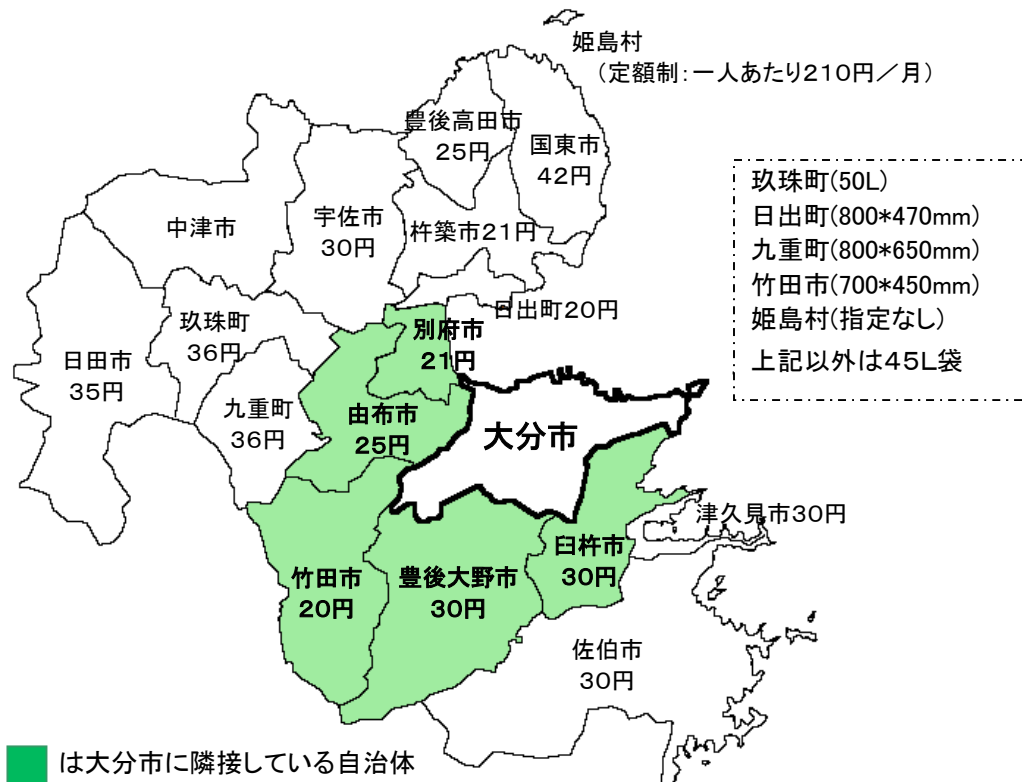 姫島村
（定額制：一人あたり210円／月）
豊後高田市
25円
国東市
42円
中津市
宇佐市
30円
杵築市21円
日出町20円
玖珠町(50L)
日出町(800*470mm)
九重町(800*650mm)
竹田市(700*450mm)
姫島村(指定なし)
上記以外は45L袋
玖珠町
36円
別府市
21円
日田市
35円
九重町
36円
由布市
25円
大分市
津久見市30円
臼杵市
30円
竹田市
20円
豊後大野市
30円
佐伯市
30円
は大分市に隣接している自治体